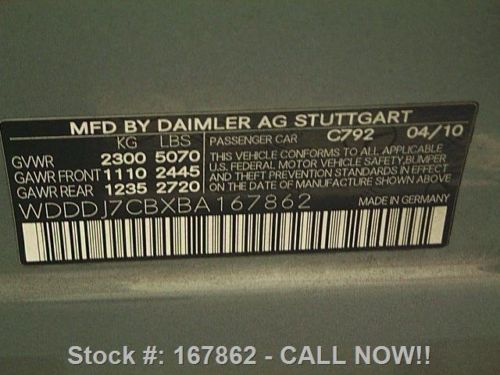 MFD BY DAIMLER AG STUTTGART
KG LBS PASSENGER CAR C792 04/10
GVWR 2300 5070 THIS VEHICLE CONFORMS TO ALL APPLICABLE
GAWR FRONT 1110 2445 U.S. FEDERAL MOTOR VEHICLE SAFETY, BUMPER
GAWR REAR 1235 2720 AND THEFT PREVENTION STANDARDS IN EFFECT
ON THE DATE OF MANUFACTURE SHOWN ABOVE
WDDDJ7CBXBA167862
MADE IN GERMANY
Stock #: 167862 - CALL NOW!!